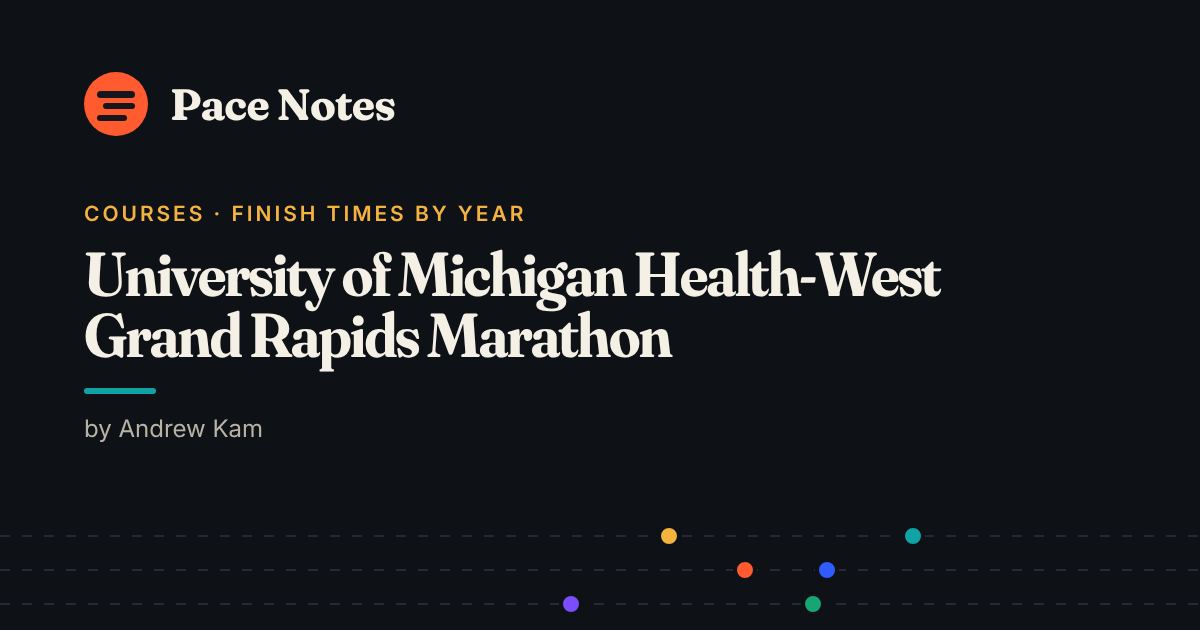 Pace Notes
COURSES · FINISH TIMES BY YEAR
University of Michigan Health-West
Grand Rapids Marathon
by Andrew Kam